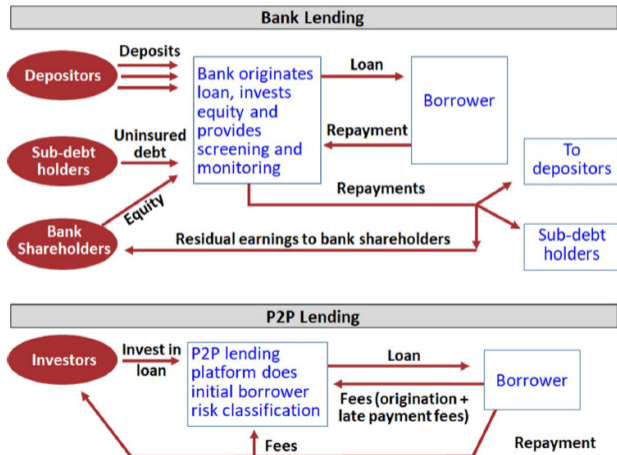 Bank Lending
Deposits
Depositors
Bank originates
loan, invests
equity and
provides
screening and
monitoring
Loan
Borrower
Repayment
Uninsured
debt
Sub-debt
holders
To
depositors
Repayments
Equity
Bank
Shareholders
Residual earnings to bank shareholders
Sub-debt
holders
P2P Lending
Investors
Invest in
loan
P2P lending
platform does
initial borrower
risk classification
Loan
Fees (origination +
late payment fees)
Borrower
Fees
Repayment